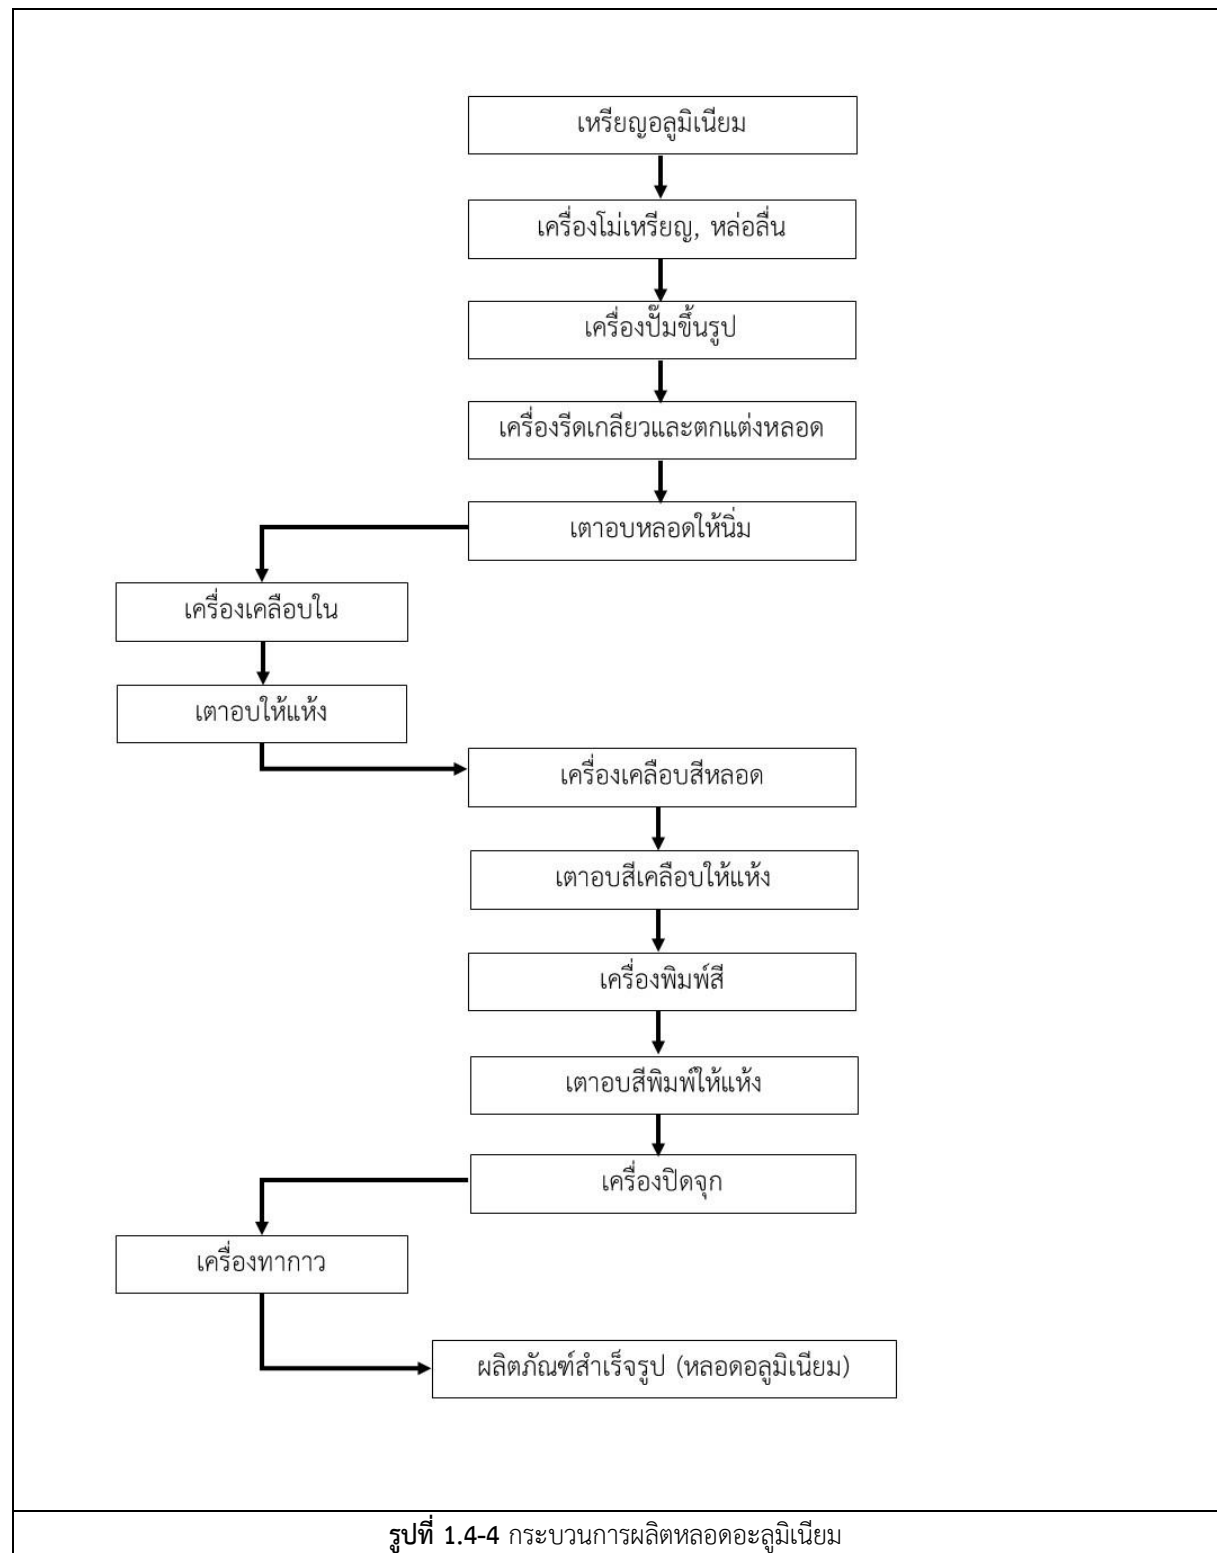 เหรียญอลูมิเนียม
เครื่องโม่เหรียญ, หล่อลื่น
เครื่องปั๊มขึ้นรูป
เครื่องรีดเกลียวและตกแต่งหลอด
เตาอบหลอดให้นิ่ม
เครื่องเคลือบใน
เตาอบให้แห้ง
เครื่องเคลือบสีหลอด
เตาอบสีเคลือบให้แห้ง
เครื่องพิมพ์สี
เตาอบสีพิมพ์ให้แห้ง
เครื่องปิดจุก
เครื่องทากาว
ผลิตภัณฑ์สำเร็จรูป (หลอดอลูมิเนียม)
รูปที่ 1.4-4 กระบวนการผลิตหลอดอะลูมิเนียม